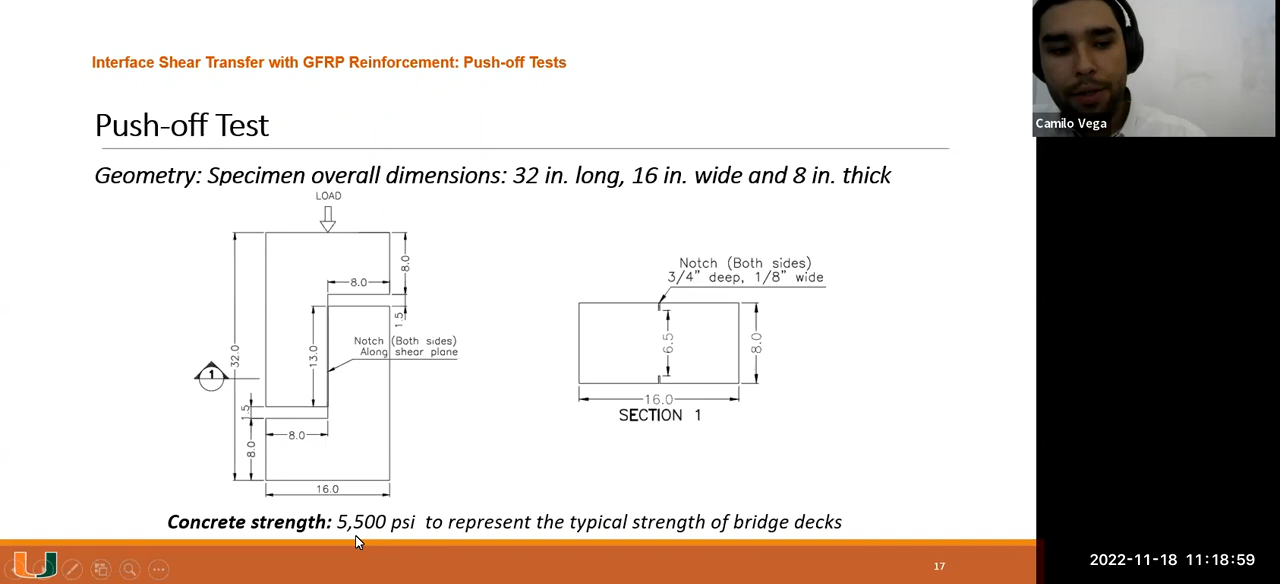 Interface Shear Transfer with GFRP Reinforcement: Push-off Tests
Camilo Vega
Push-off Test
Geometry: Specimen overall dimensions: 32 in. long, 16 in. wide and 8 in. thick
LOAD
8.0
8.0
1.5
Notch (Both sides)
Along shear plane
13.0
32.0
1
1.5
8.0
8.0
16.0
Notch (Both sides)
3/4" deep, 1/8" wide
6.5
8.0
16.0
SECTION 1
Concrete strength: 5,500 psi to represent the typical strength of bridge decks
17
2022-11-18 11:18:59